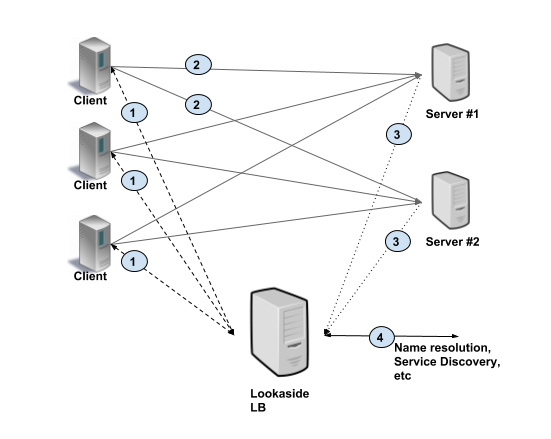 2
Client
2
1
Server #1
3
1
Client
3
Server #2
1
Client
4
Name resolution,
Service Discovery,
etc
Lookaside
LB